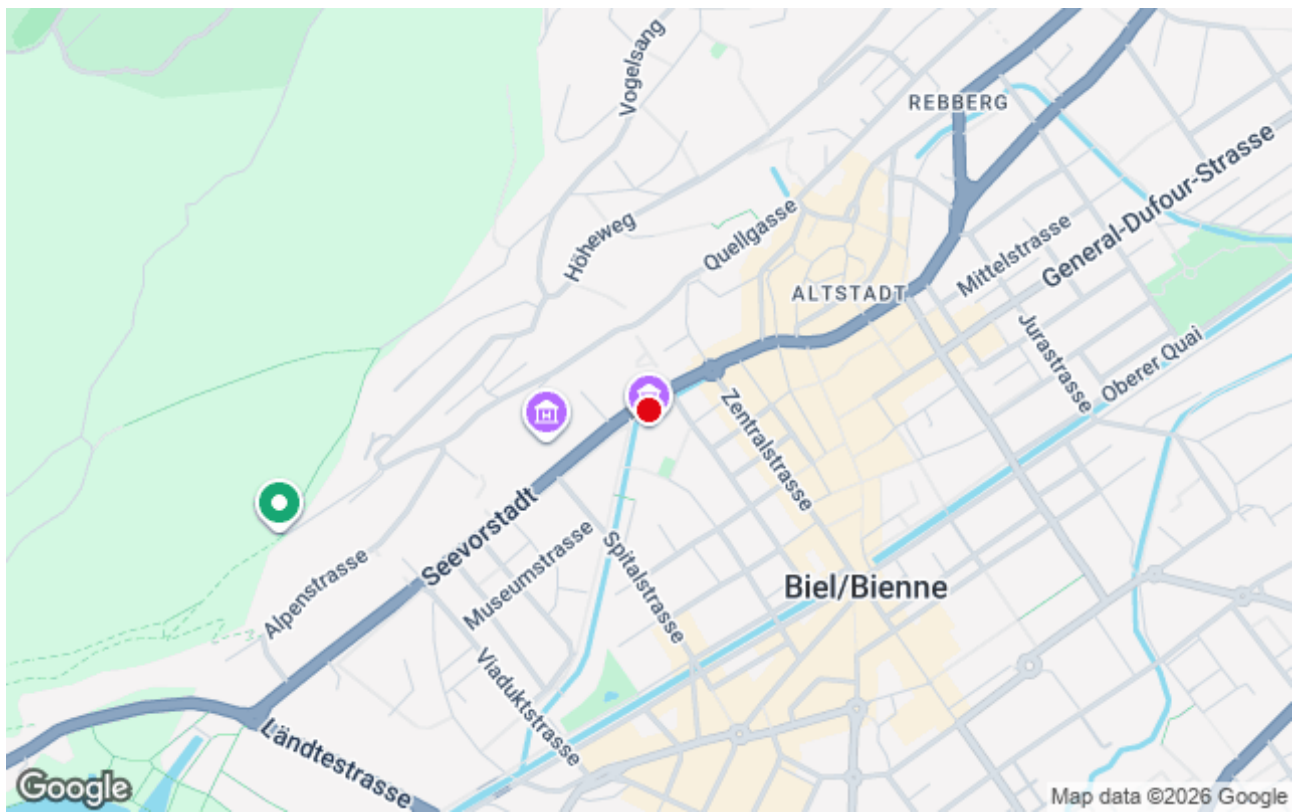 Vogelsang
REBBERG
General-Dufour-Strasse
Höheweg
Quellgasse
Mittelstrasse
ALTSTADT
Jurastrasse
Oberer Quai
Zentralstrasse
Seevorstadt
Museumstrasse
Spitalstrasse
Alpenstrasse
Biel/Bienne
Viaduktstrasse
Ländtestrasse
Google
Map data ©2026 Google